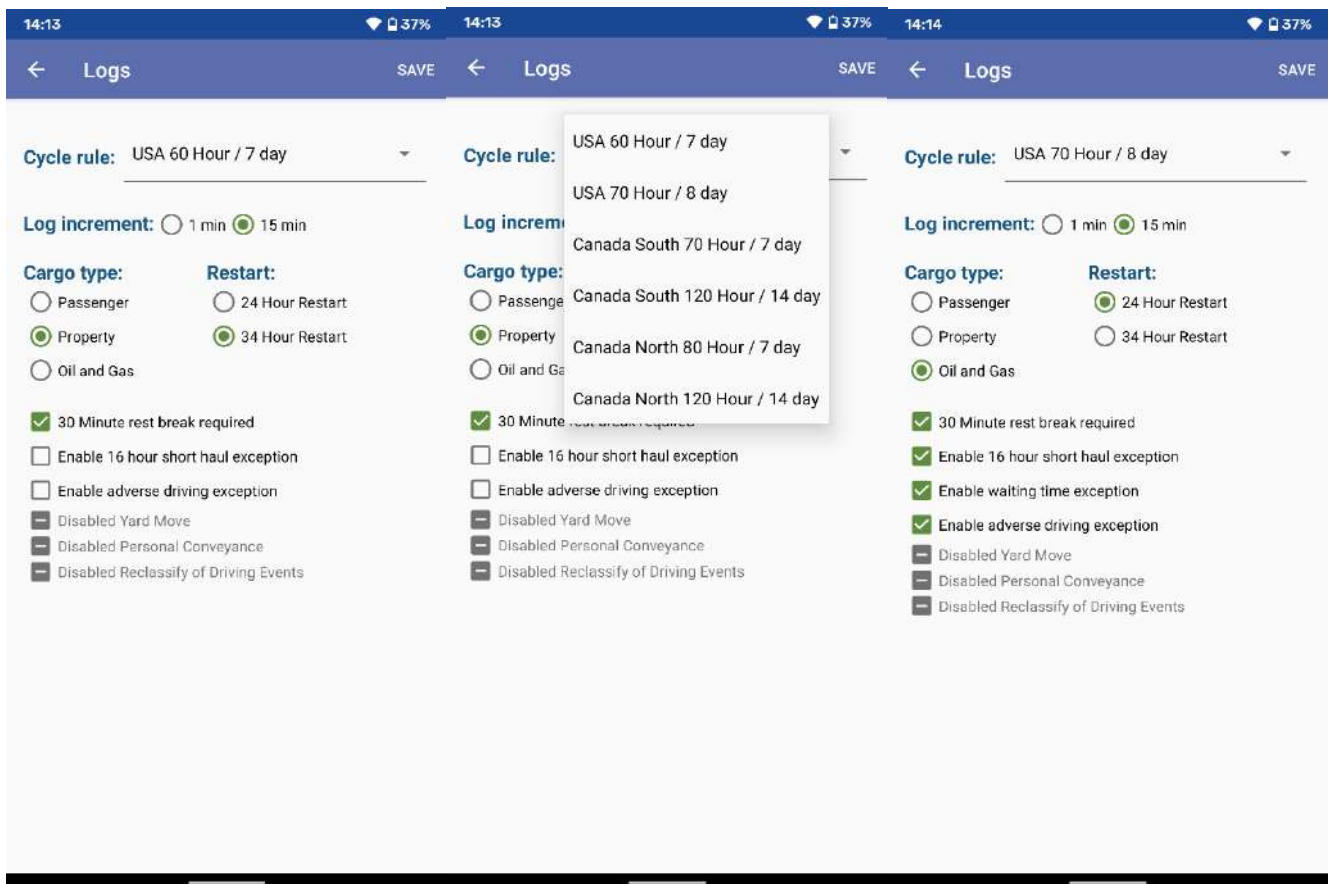 14:13 37%
Logs SAVE
Cycle rule: USA 60 Hour / 7 day
Log increment: 1 min 15 min
Cargo type: Restart:
Passenger 24 Hour Restart
Property 34 Hour Restart
Oil and Gas
30 Minute rest break required
Enable 16 hour short haul exception
Enable adverse driving exception
Disabled Yard Move
Disabled Personal Conveyance
Disabled Reclassify of Driving Events
14:13 37%
Logs SAVE
Cycle rule:
USA 60 Hour / 7 day
USA 70 Hour / 8 day
Canada South 70 Hour / 7 day
Canada South 120 Hour / 14 day
Canada North 80 Hour / 7 day
Canada North 120 Hour / 14 day
Log increm
Cargo type:
Passenge
Property
Oil and Ga
30 Minute rest break required
Enable 16 hour short haul exception
Enable adverse driving exception
Disabled Yard Move
Disabled Personal Conveyance
Disabled Reclassify of Driving Events
14:14 37%
Logs SAVE
Cycle rule: USA 70 Hour / 8 day
Log increment: 1 min 15 min
Cargo type: Restart:
Passenger 24 Hour Restart
Property 34 Hour Restart
Oil and Gas
30 Minute rest break required
Enable 16 hour short haul exception
Enable waiting time exception
Enable adverse driving exception
Disabled Yard Move
Disabled Personal Conveyance
Disabled Reclassify of Driving Events